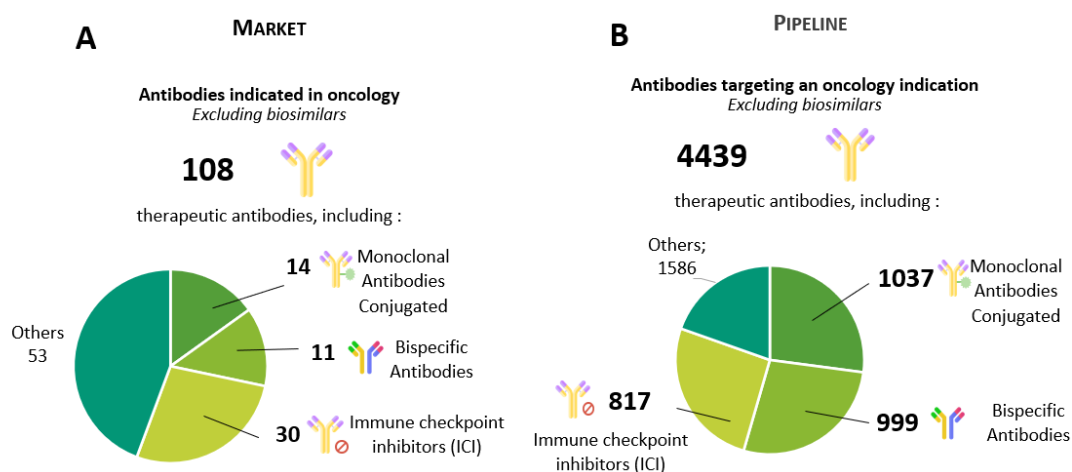 A
MARKET
Antibodies indicated in oncology
Excluding biosimilars
108
therapeutic antibodies, including :
14
Monoclonal
Antibodies
Conjugated
11
Bispecific
Antibodies
30
Immune checkpoint
inhibitors (ICI)
Others
53
B
PIPELINE
Antibodies targeting an oncology indication
Excluding biosimilars
4439
therapeutic antibodies, including :
Others;
1586
1037
Monoclonal
Antibodies
Conjugated
817
Immune checkpoint
inhibitors (ICI)
999
Bispecific
Antibodies